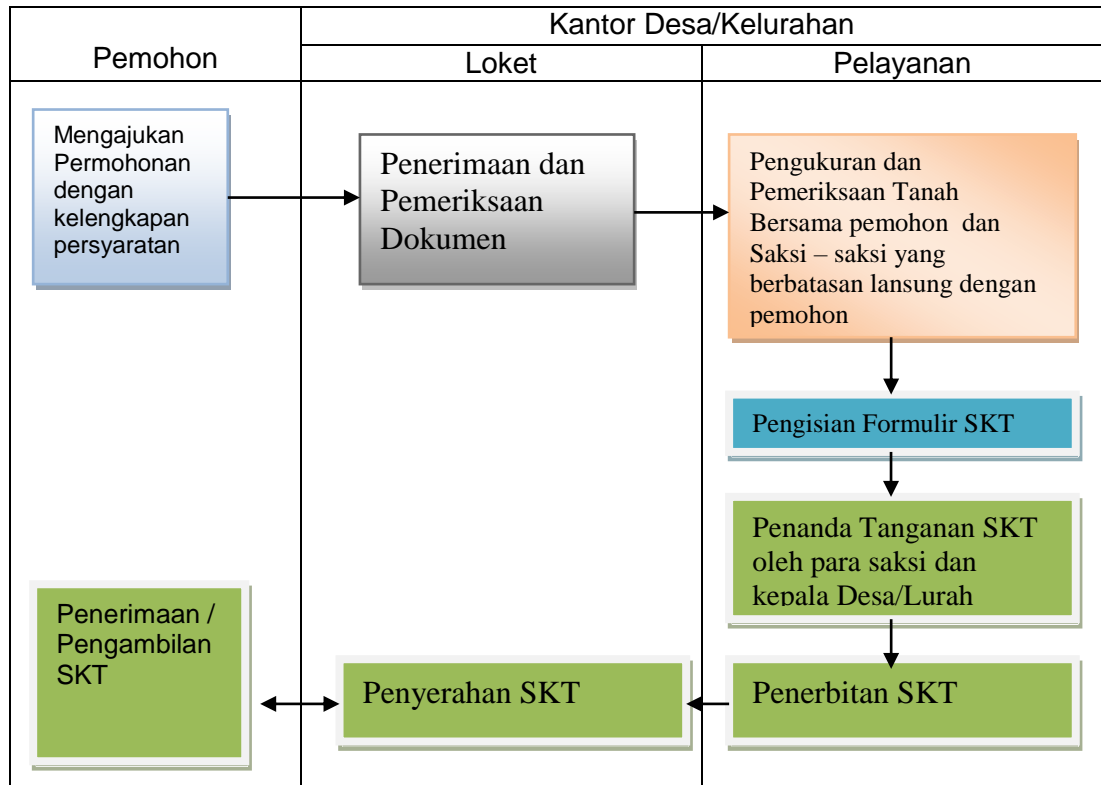 Kantor Desa/Kelurahan
Pemohon
Loket
Pelayanan
Mengajukan
Permohonan
dengan
kelengkapan
persyaratan
Penerimaan dan
Pemeriksaan
Dokumen
Pengukuran dan
Pemeriksaan Tanah
Bersama pemohon dan
Saksi – saksi yang
berbatasan lansung dengan
pemohon
Pengisian Formulir SKT
Penanda Tanganan SKT
oleh para saksi dan
kepala Desa/Lurah
Penerbitan SKT
Penyerahan SKT
Penerimaan /
Pengambilan
SKT